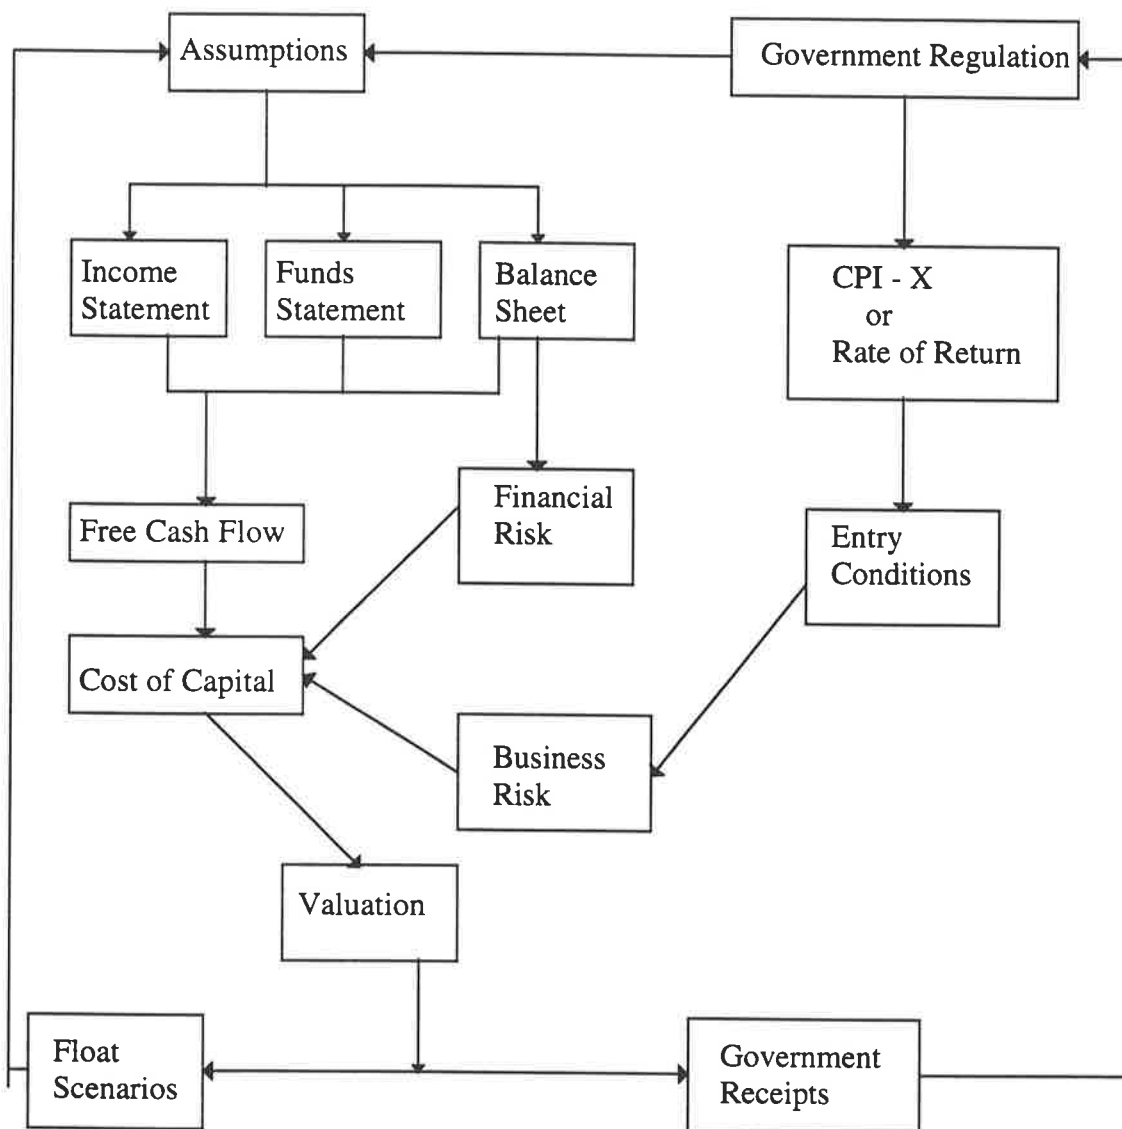 Assumptions
Government Regulation
Income
Statement
Funds
Statement
Balance
Sheet
CPI - X
or
Rate of Return
Free Cash Flow
Financial
Risk
Entry
Conditions
Cost of Capital
Business
Risk
Valuation
Float
Scenarios
Government
Receipts